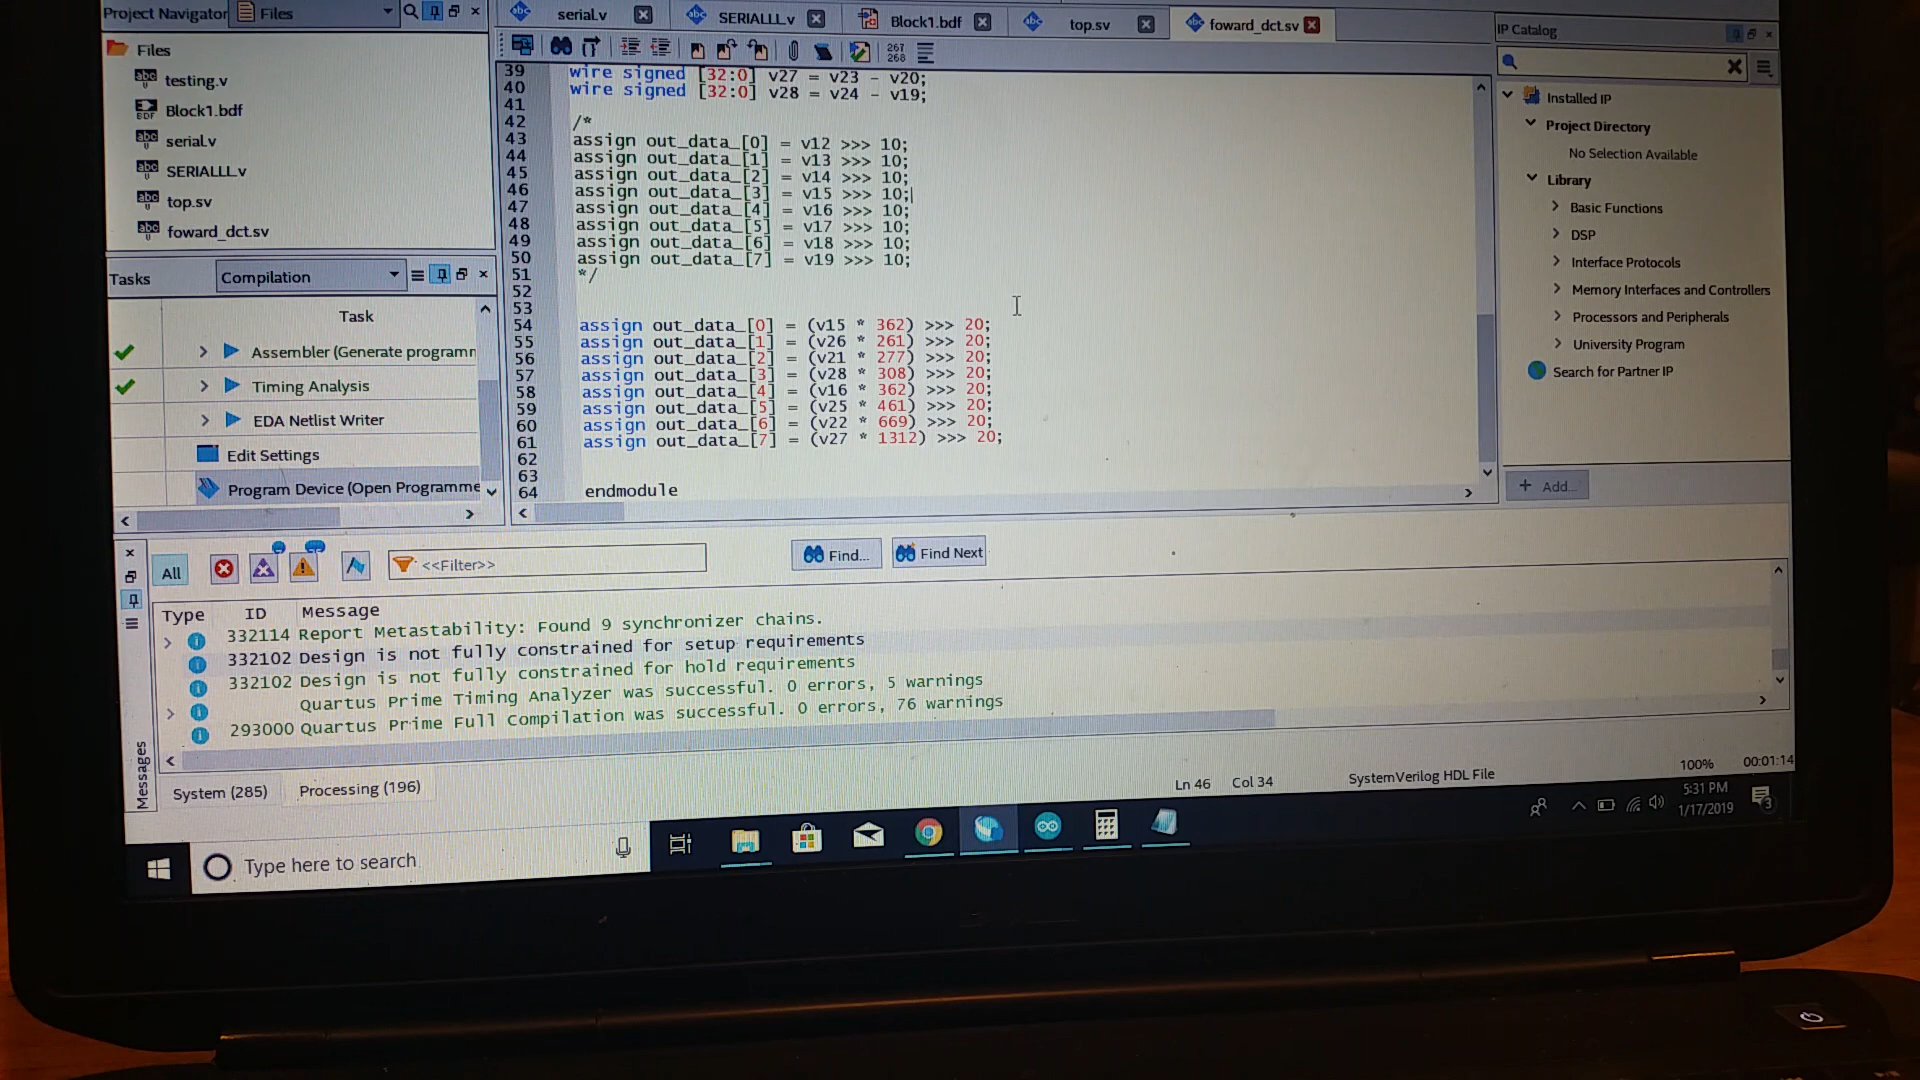 Project Navigator Files
serial.v SERIALLL.v Block1.bdf top.sv foward_dct.sv
IP Catalog
Files
testing.v
Block1.bdf
serial.v
SERIALLL.v
top.sv
foward_dct.sv
Tasks Compilation
Task
Assembler (Generate programm
Timing Analysis
EDA Netlist Writer
Edit Settings
Program Device (Open Programme
267
268
39 wire signed [32:0] v27 = v23 - v20;
40 wire signed [32:0] v28 = v24 - v19;
41
42 /*
43 assign out_data_[0] = v12 >>> 10;
44 assign out_data_[1] = v13 >>> 10;
45 assign out_data_[2] = v14 >>> 10;
46 assign out_data_[3] = v15 >>> 10;
47 assign out_data_[4] = v16 >>> 10;
48 assign out_data_[5] = v17 >>> 10;
49 assign out_data_[6] = v18 >>> 10;
50 assign out_data_[7] = v19 >>> 10;
51 */
52
53
54 assign out_data_[0] = (v15 * 362) >>> 20;
55 assign out_data_[1] = (v26 * 261) >>> 20;
56 assign out_data_[2] = (v21 * 277) >>> 20;
57 assign out_data_[3] = (v28 * 308) >>> 20;
58 assign out_data_[4] = (v16 * 362) >>> 20;
59 assign out_data_[5] = (v25 * 461) >>> 20;
60 assign out_data_[6] = (v22 * 669) >>> 20;
61 assign out_data_[7] = (v27 * 1312) >>> 20;
62
63
64 endmodule
Installed IP
Project Directory
No Selection Available
Library
Basic Functions
DSP
Interface Protocols
Memory Interfaces and Controllers
Processors and Peripherals
University Program
Search for Partner IP
+ Add...
All <<Filter>> Find... Find Next
Type ID Message
332114 Report Metastability: Found 9 synchronizer chains.
332102 Design is not fully constrained for setup requirements
332102 Design is not fully constrained for hold requirements
Quartus Prime Timing Analyzer was successful. 0 errors, 5 warnings
293000 Quartus Prime Full Compilation was successful. 0 errors, 76 warnings
Messages
System (285) Processing (196)
Ln 46 Col 34 SystemVerilog HDL File 100% 00:01:14
Type here to search
5:31 PM
1/17/2019
3